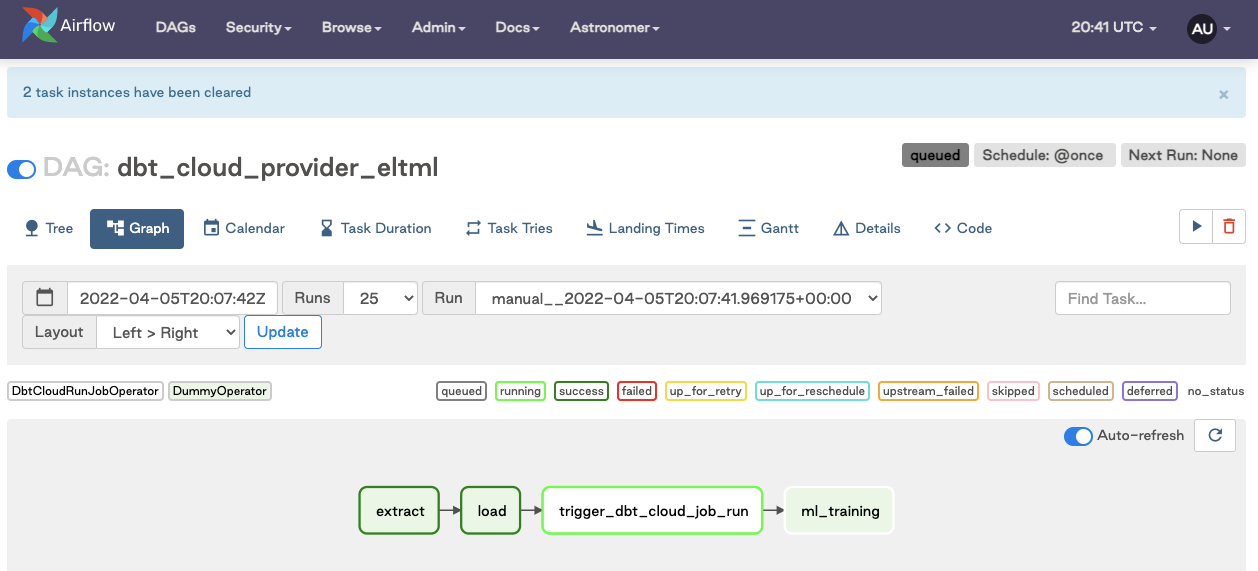 Airflow DAGs Security Browse Admin Docs Astronomer 20:41 UTC AU
2 task instances have been cleared ×
DAG: dbt_cloud_provider_eltml queued Schedule: @once Next Run: None
Tree Graph Calendar Task Duration Task Tries Landing Times Gantt Details Code
2022-04-05T20:07:42Z Runs 25 Run manual__2022-04-05T20:07:41.969175+00:00 Find Task...
Layout Left > Right Update
DbtCloudRunJobOperator DummyOperator queued running success failed up_for_retry up_for_reschedule upstream_failed skipped scheduled deferred no_status
Auto-refresh
extract load trigger_dbt_cloud_job_run ml_training